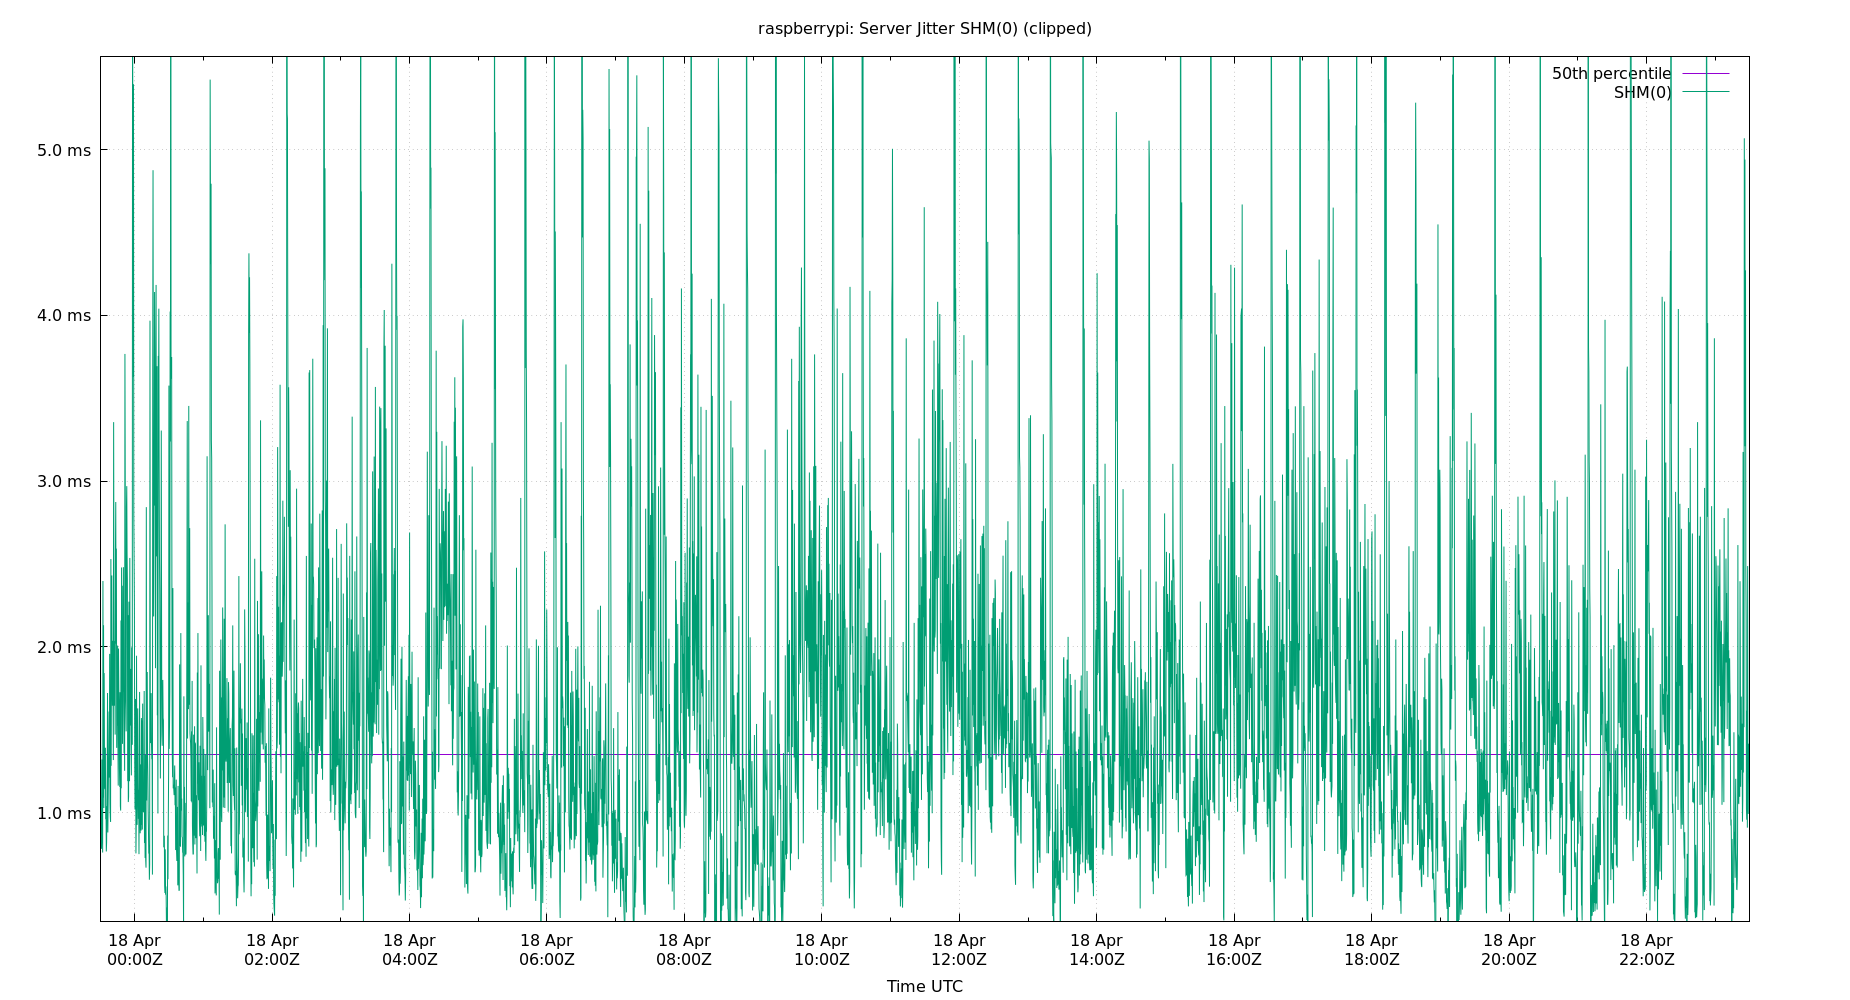 raspberrypi: Server Jitter SHM(0) (clipped)
50th percentile
SHM(0)
5.0 ms
4.0 ms
3.0 ms
2.0 ms
1.0 ms
18 Apr 18 Apr 18 Apr 18 Apr 18 Apr 18 Apr 18 Apr 18 Apr 18 Apr 18 Apr 18 Apr 18 Apr
00:00Z 02:00Z 04:00Z 06:00Z 08:00Z 10:00Z 12:00Z 14:00Z 16:00Z 18:00Z 20:00Z 22:00Z
Time UTC